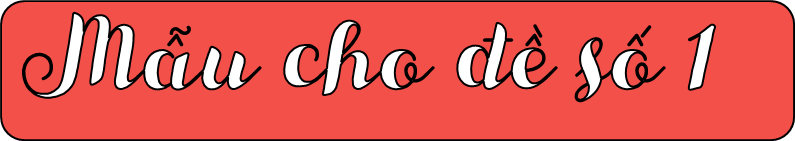 Mẫu cho đề số 1